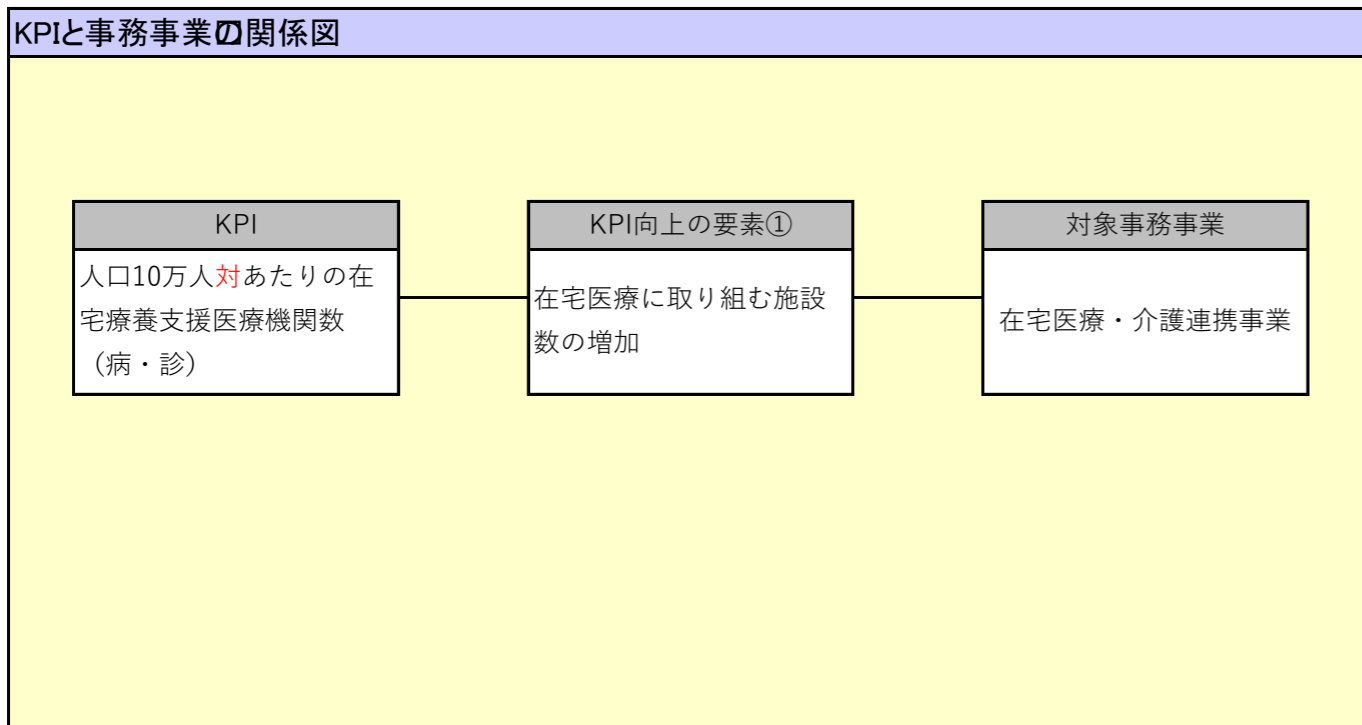 KPIと事務事業の関係図
KPI
人口10万人対あたりの在
宅療養支援医療機関数
（病・診）
KPI向上の要素①
在宅医療に取り組む施設
数の増加
対象事務事業
在宅医療・介護連携事業